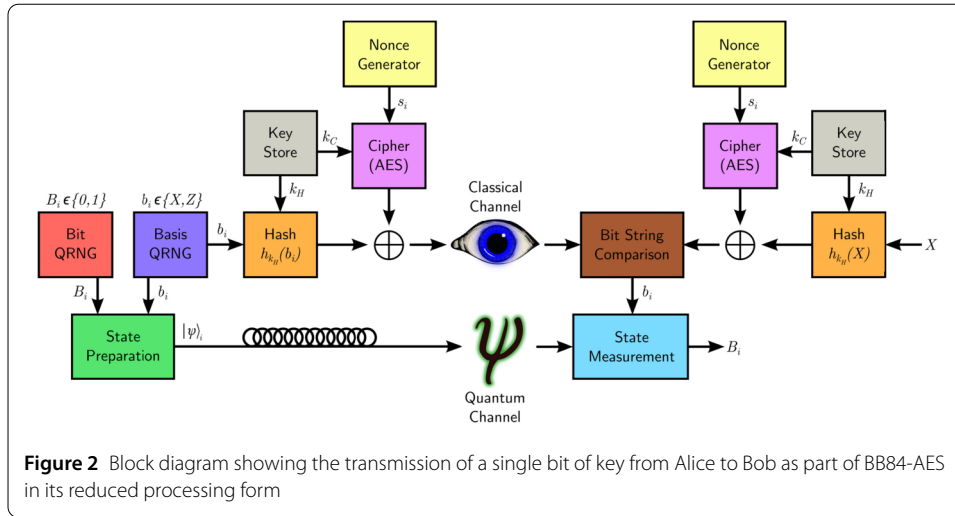 Nonce
Generator
Nonce
Generator
s_i
s_i
Key
Store
k_C
Cipher
(AES)
Cipher
(AES)
k_C
Key
Store
k_H
k_H
B_i ϵ{0,1}
b_i ϵ{X,Z}
Classical
Channel
Bit
QRNG
Basis
QRNG
b_i
Hash
h_{k_H}(b_i)
Bit String
Comparison
Hash
h_{k_H}(X)
X
B_i
b_i
b_i
State
Preparation
|ψ⟩_i
ψ
State
Measurement
B_i
Quantum
Channel
Figure 2 Block diagram showing the transmission of a single bit of key from Alice to Bob as part of BB84-AES
in its reduced processing form